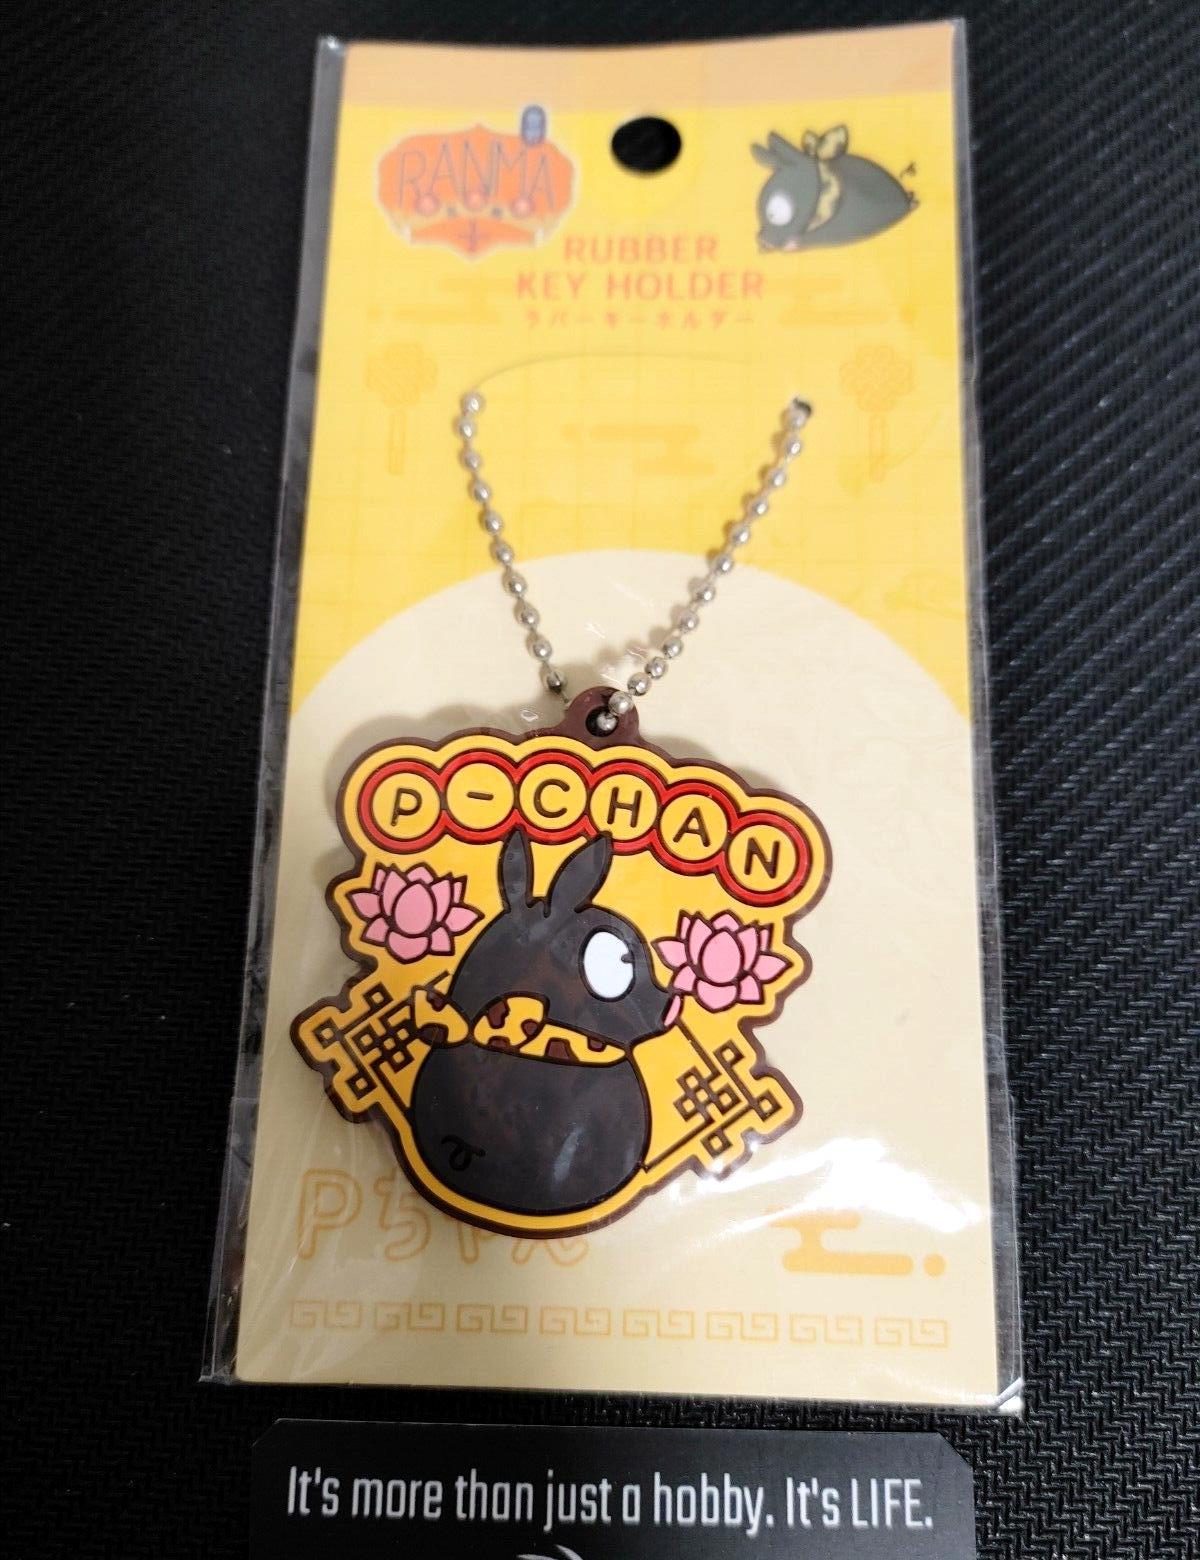 RANMA
RUBBER
KEY HOLDER
ラバーキーホルダー
P-CHAN
Pちゃん
It's more than just a hobby. It's LIFE.